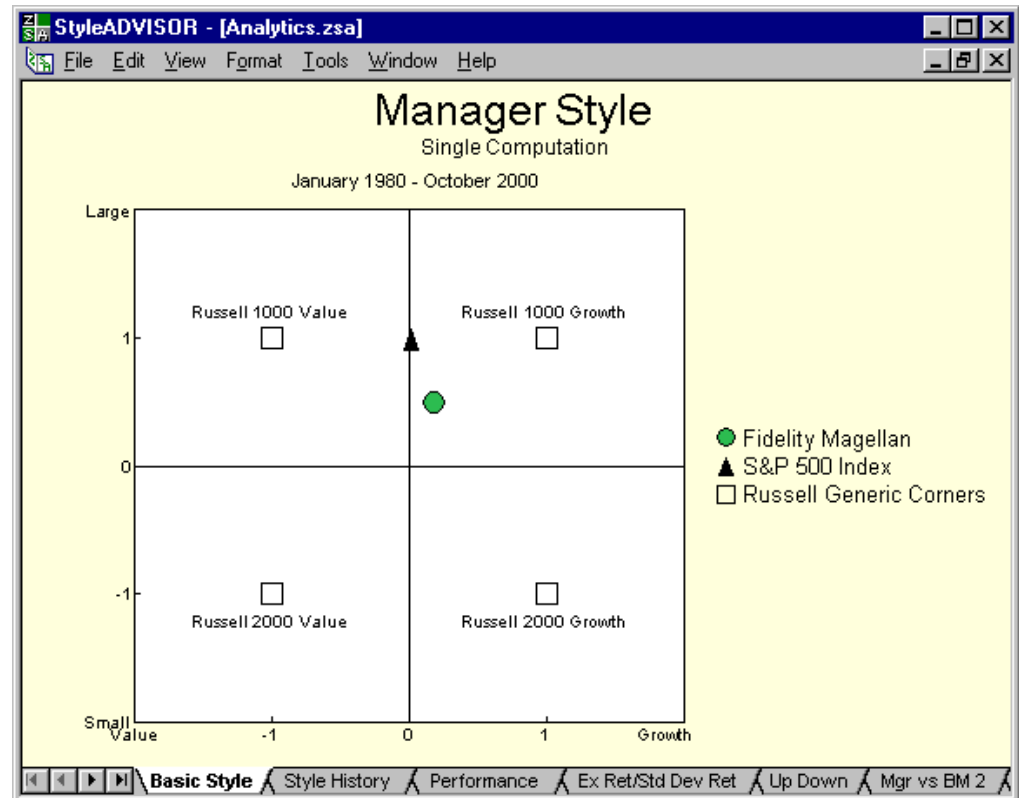 StyleADVISOR - [Analytics.zsa]
File Edit View Format Tools Window Help
Manager Style
Single Computation
January 1980 - October 2000
Large
Russell 1000 Value
Russell 1000 Growth
1
Fidelity Magellan
S&P 500 Index
Russell Generic Corners
0
-1
Russell 2000 Value
Russell 2000 Growth
Small
Value
-1
0
1
Growth
Basic Style
Style History
Performance
Ex Ret/Std Dev Ret
Up Down
Mgr vs BM 2